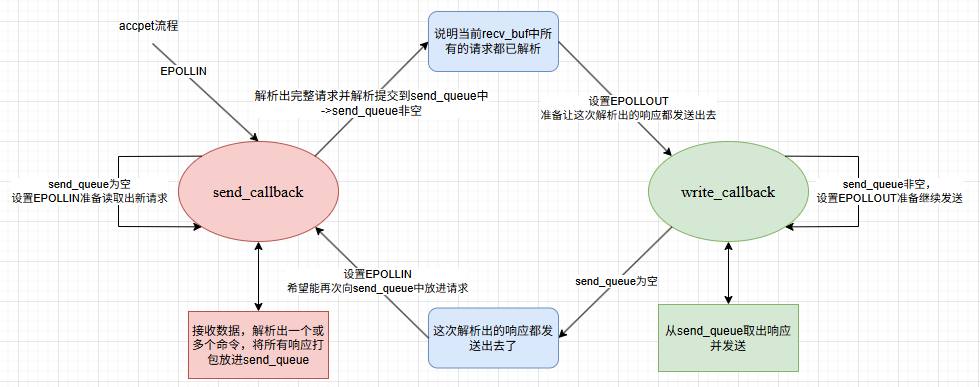 accpet流程
EPOLLIN
说明当前recv_buf中所
有的请求都已解析
解析出完整请求并解析提交到send_queue中
->send_queue非空
设置EPOLLOUT
准备让这次解析出的响应都发送出去
send_queue为空
设置EPOLLIN准备读取出新请求
send_callback
write_callback
send_queue非空，
设置EPOLLOUT准备继续发送
设置EPOLLIN
希望能再次向send_queue中放进请求
send_queue为空
接收数据，解析出一个或
多个命令，将所有响应打
包放进send_queue
这次解析出的响应都发
送出去了
从send_queue取出响应
并发送